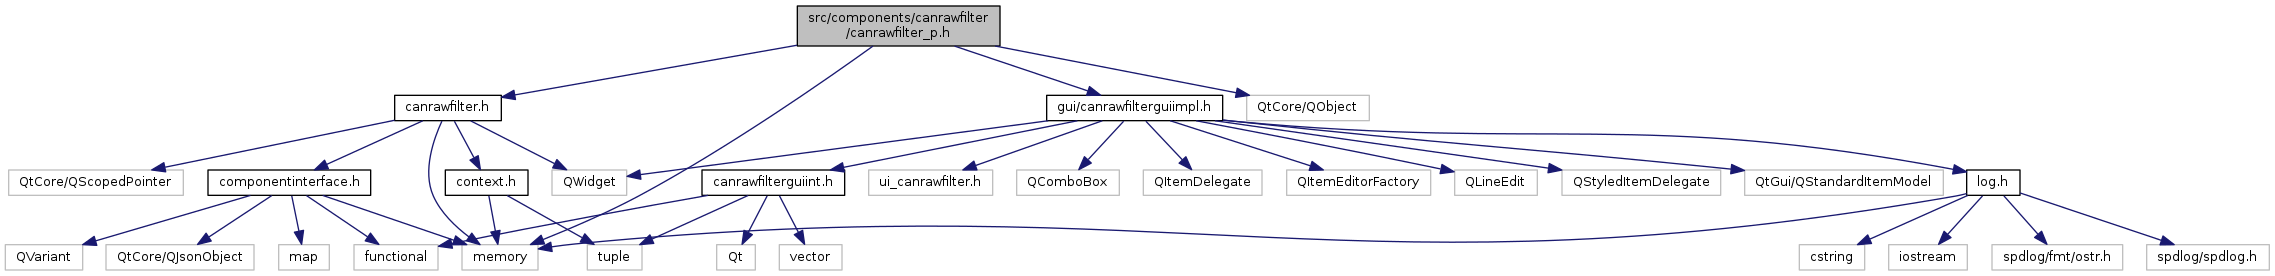 src/components/canrawfilter
/canrawfilter_p.h
canrawfilter.h
gui/canrawfilterguiimpl.h
QtCore/QObject
QtCore/QScopedPointer
componentinterface.h
context.h
QWidget
canrawfilterguiint.h
ui_canrawfilter.h
QComboBox
QItemDelegate
QItemEditorFactory
QLineEdit
QStyledItemDelegate
QtGui/QStandardItemModel
log.h
QVariant
QtCore/QJsonObject
map
functional
memory
tuple
Qt
vector
cstring
iostream
spdlog/fmt/ostr.h
spdlog/spdlog.h